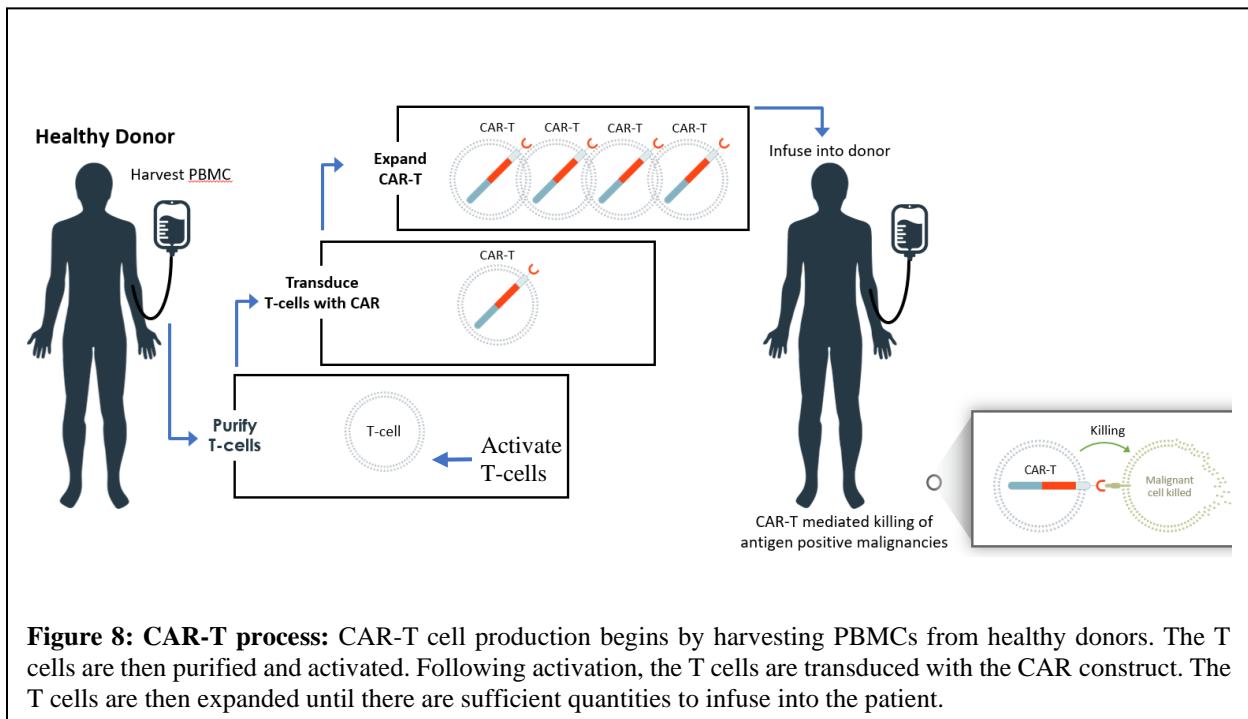 Healthy Donor
Harvest PBMC
Purify
T-cells
T-cell
Activate
T-cells
Transduce
T-cells with CAR
CAR-T
Expand
CAR-T
CAR-T
CAR-T
CAR-T
CAR-T
Infuse into donor
CAR-T mediated killing of
antigen positive malignancies
Killing
CAR-T
Malignant
cell killed
Figure 8: CAR-T process: CAR-T cell production begins by harvesting PBMCs from healthy donors. The T
cells are then purified and activated. Following activation, the T cells are transduced with the CAR construct. The
T cells are then expanded until there are sufficient quantities to infuse into the patient.